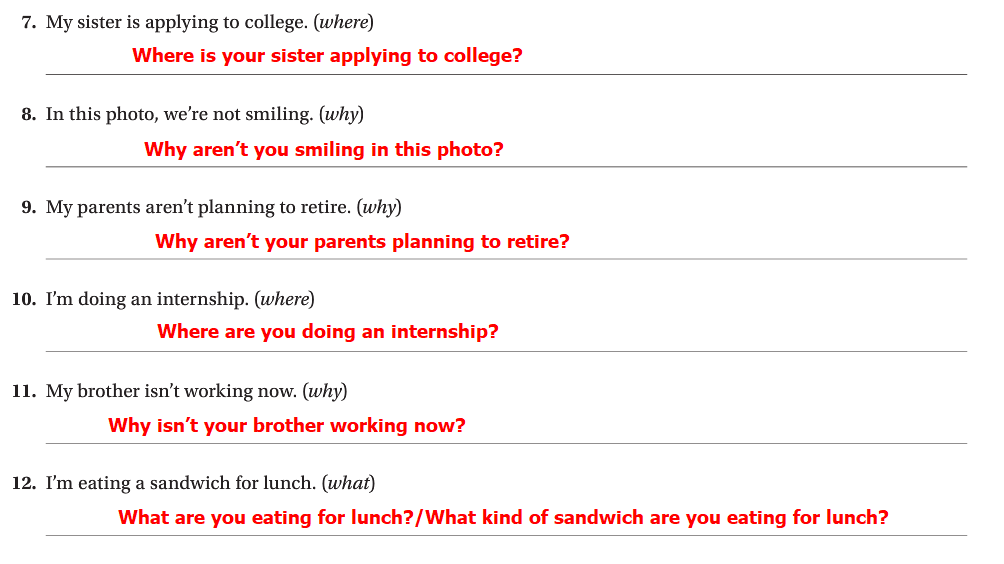 7. My sister is applying to college. (where)
Where is your sister applying to college?
8. In this photo, we’re not smiling. (why)
Why aren’t you smiling in this photo?
9. My parents aren’t planning to retire. (why)
Why aren’t your parents planning to retire?
10. I’m doing an internship. (where)
Where are you doing an internship?
11. My brother isn’t working now. (why)
Why isn’t your brother working now?
12. I’m eating a sandwich for lunch. (what)
What are you eating for lunch?/What kind of sandwich are you eating for lunch?